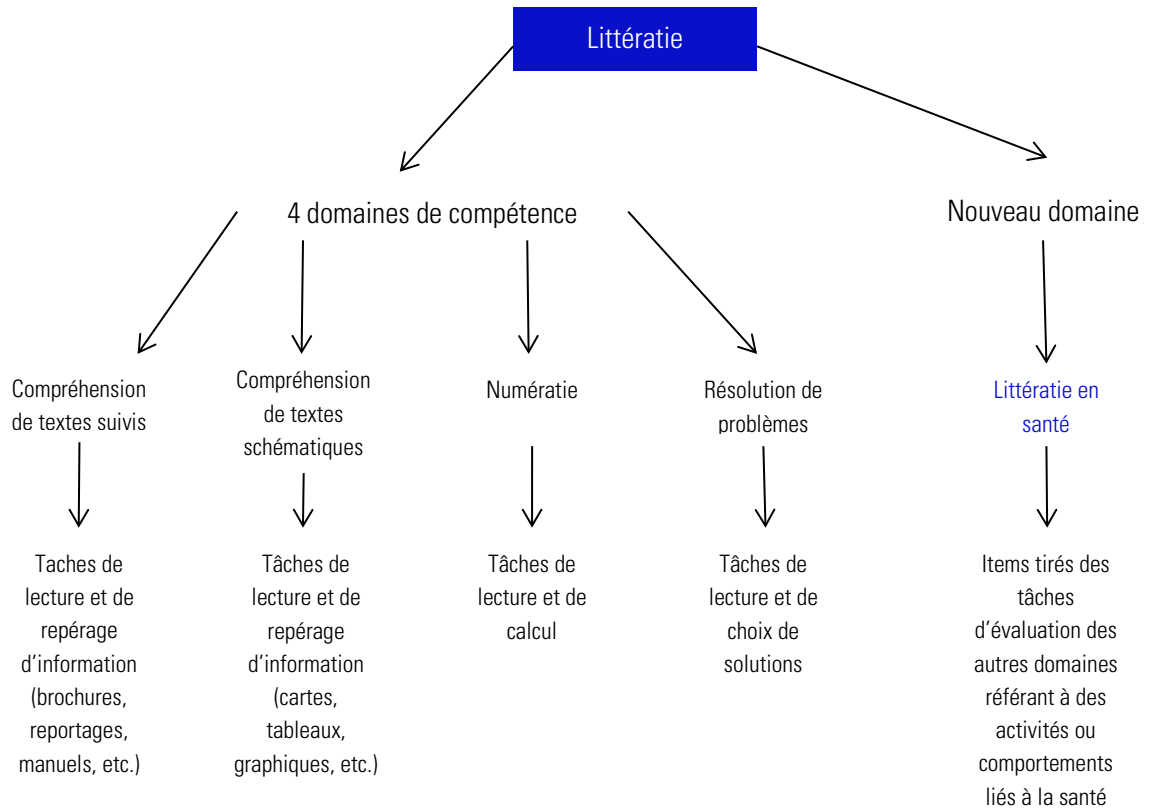 Littératie
4 domaines de compétence
Nouveau domaine
Compréhension
de textes suivis
Compréhension
de textes
schématiques
Numératie
Résolution de
problèmes
Littératie en
santé
Taches de
lecture et de
repérage
d'information
(brochures,
reportages,
manuels, etc.)
Tâches de
lecture et de
repérage
d'information
(cartes,
tableaux,
graphiques, etc.)
Tâches de
lecture et de
calcul
Tâches de
lecture et de
choix de
solutions
Items tirés des
tâches
d'évaluation des
autres domaines
référant à des
activités ou
comportements
liés à la santé